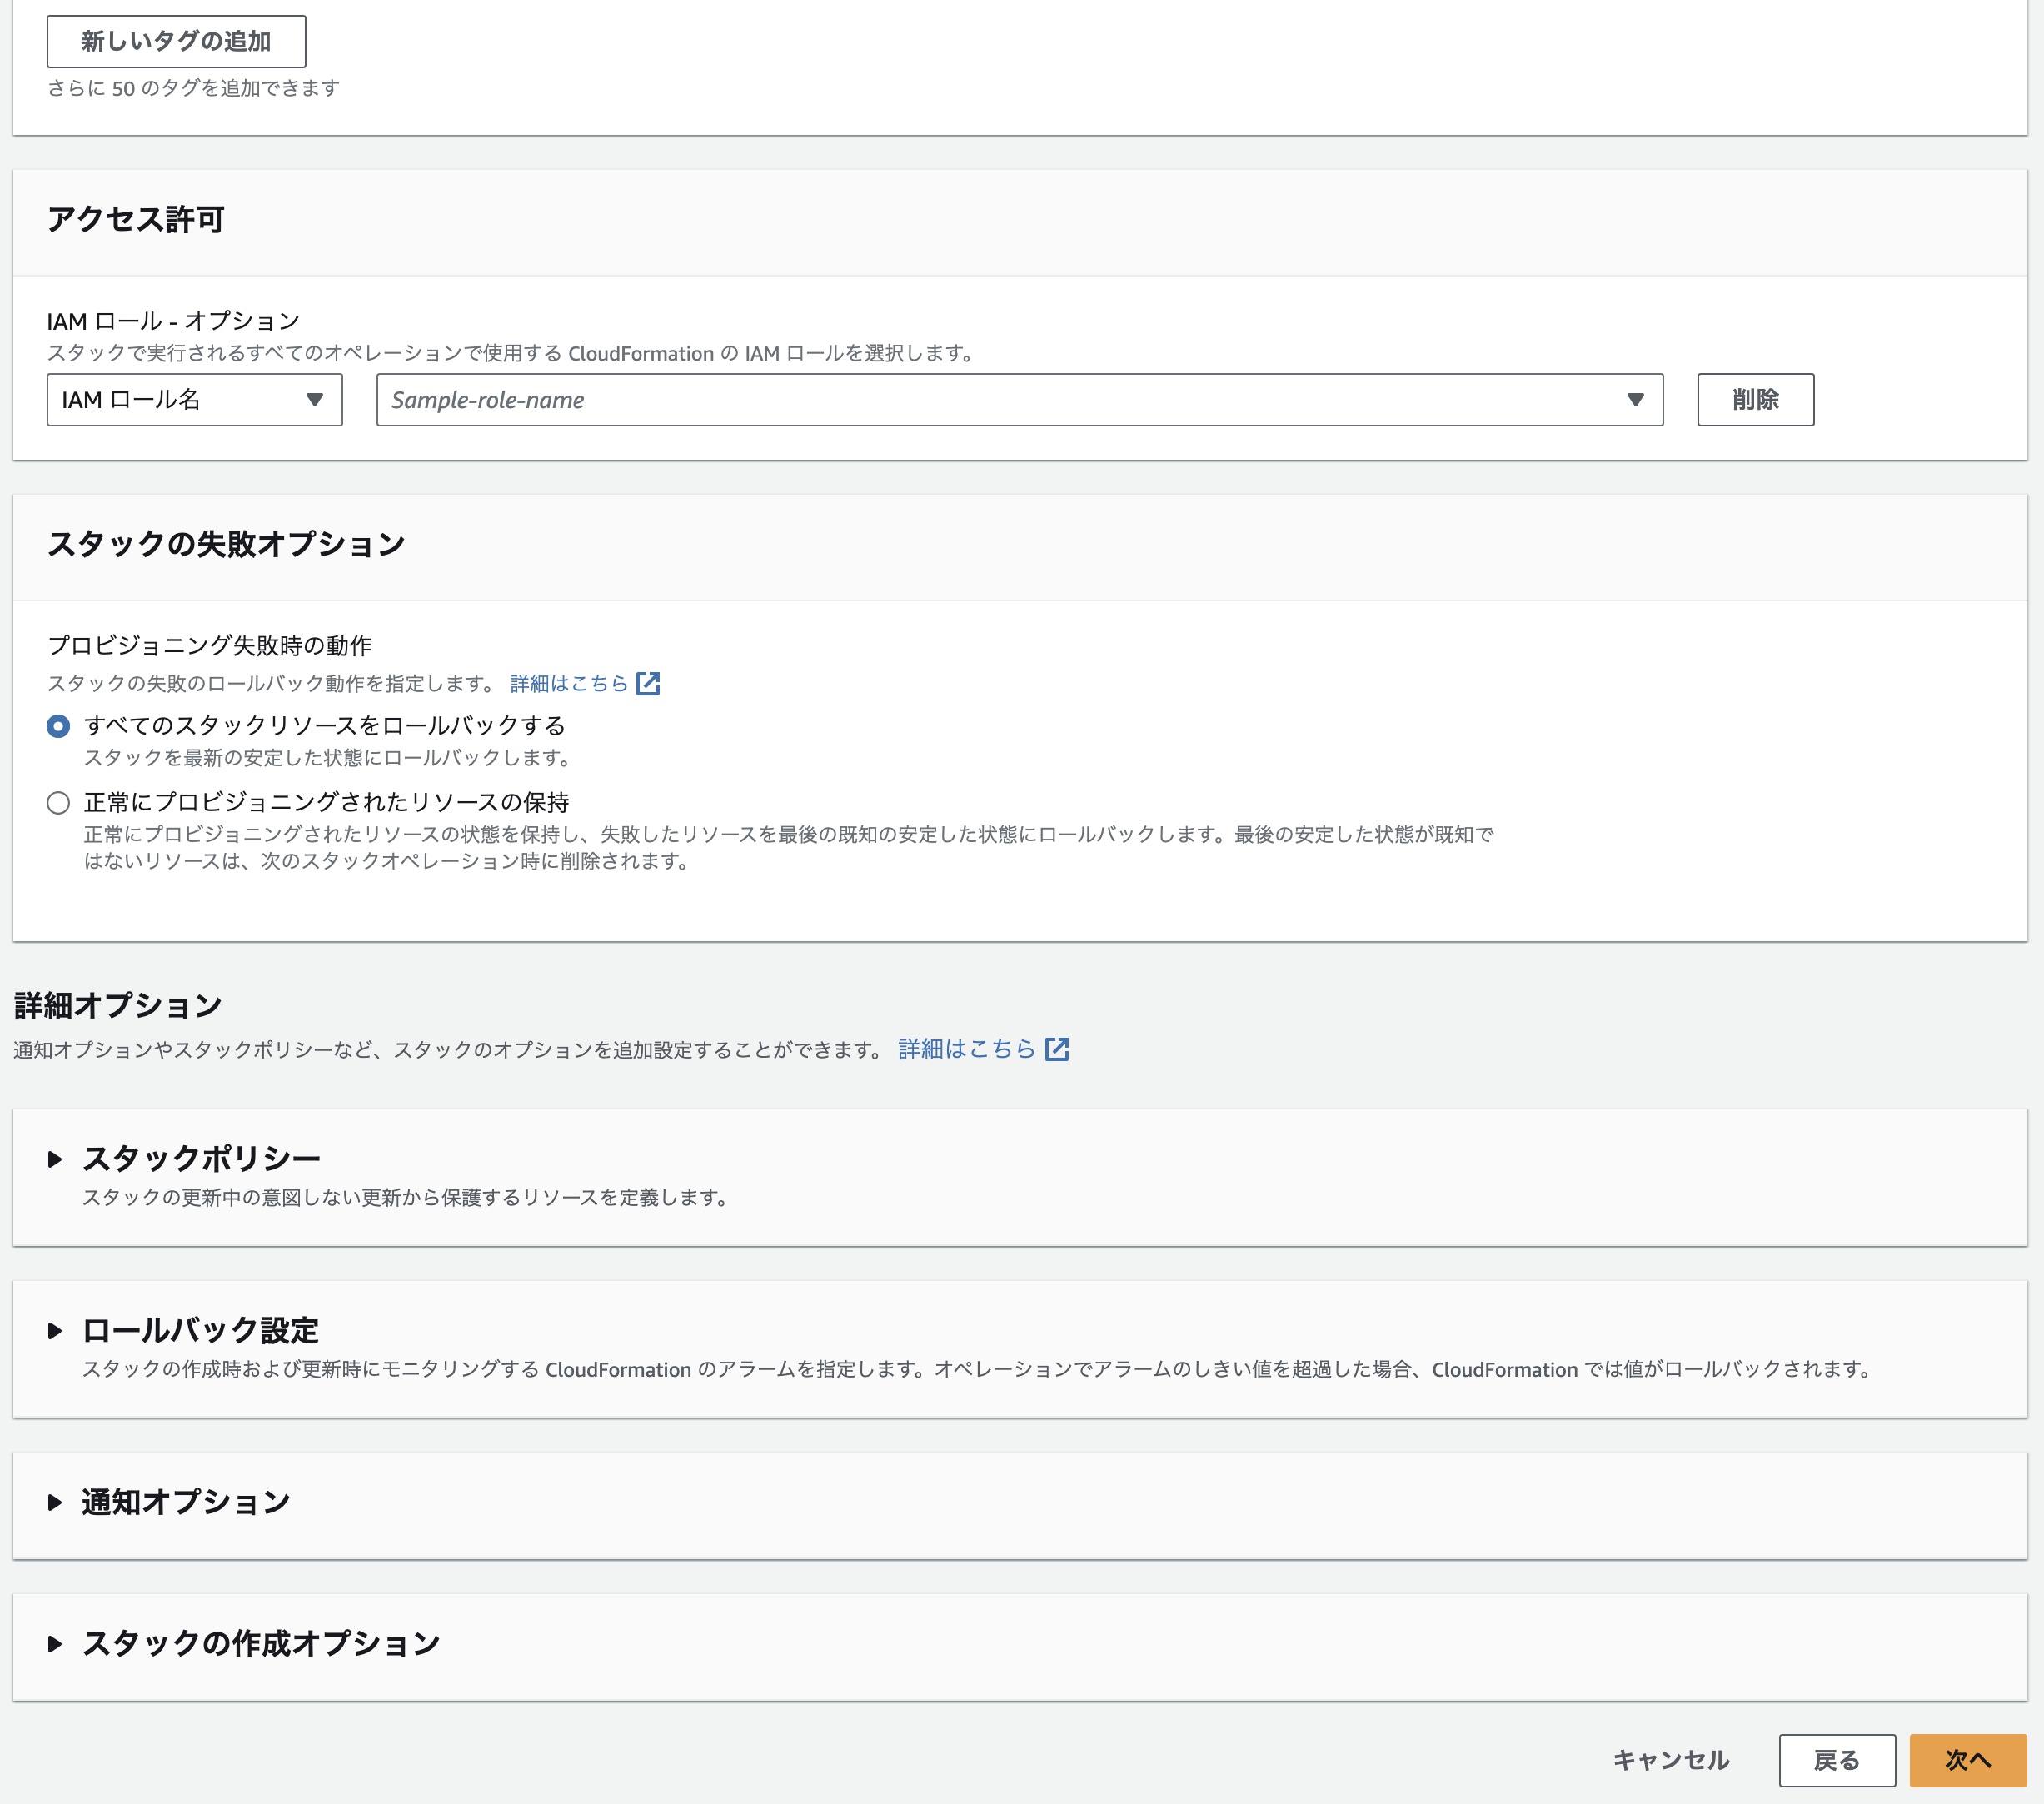 新しいタグの追加
さらに 50 のタグを追加できます
アクセス許可
IAM ロール - オプション
スタックで実行されるすべてのオペレーションで使用する CloudFormation の IAM ロールを選択します。
IAM ロール名
Sample-role-name
削除
スタックの失敗オプション
プロビジョニング失敗時の動作
スタックの失敗のロールバック動作を指定します。 詳細はこちら
すべてのスタックリソースをロールバックする
スタックを最新の安定した状態にロールバックします。
正常にプロビジョニングされたリソースの保持
正常にプロビジョニングされたリソースの状態を保持し、失敗したリソースを最後の既知の安定した状態にロールバックします。最後の安定した状態が既知で
はないリソースは、次のスタックオペレーション時に削除されます。
詳細オプション
通知オプションやスタックポリシーなど、スタックのオプションを追加設定することができます。 詳細はこちら
スタックポリシー
スタックの更新中の意図しない更新から保護するリソースを定義します。
ロールバック設定
スタックの作成時および更新時にモニタリングする CloudFormation のアラームを指定します。オペレーションでアラームのしきい値を超過した場合、CloudFormation では値がロールバックされます。
通知オプション
スタックの作成オプション
キャンセル
戻る
次へ